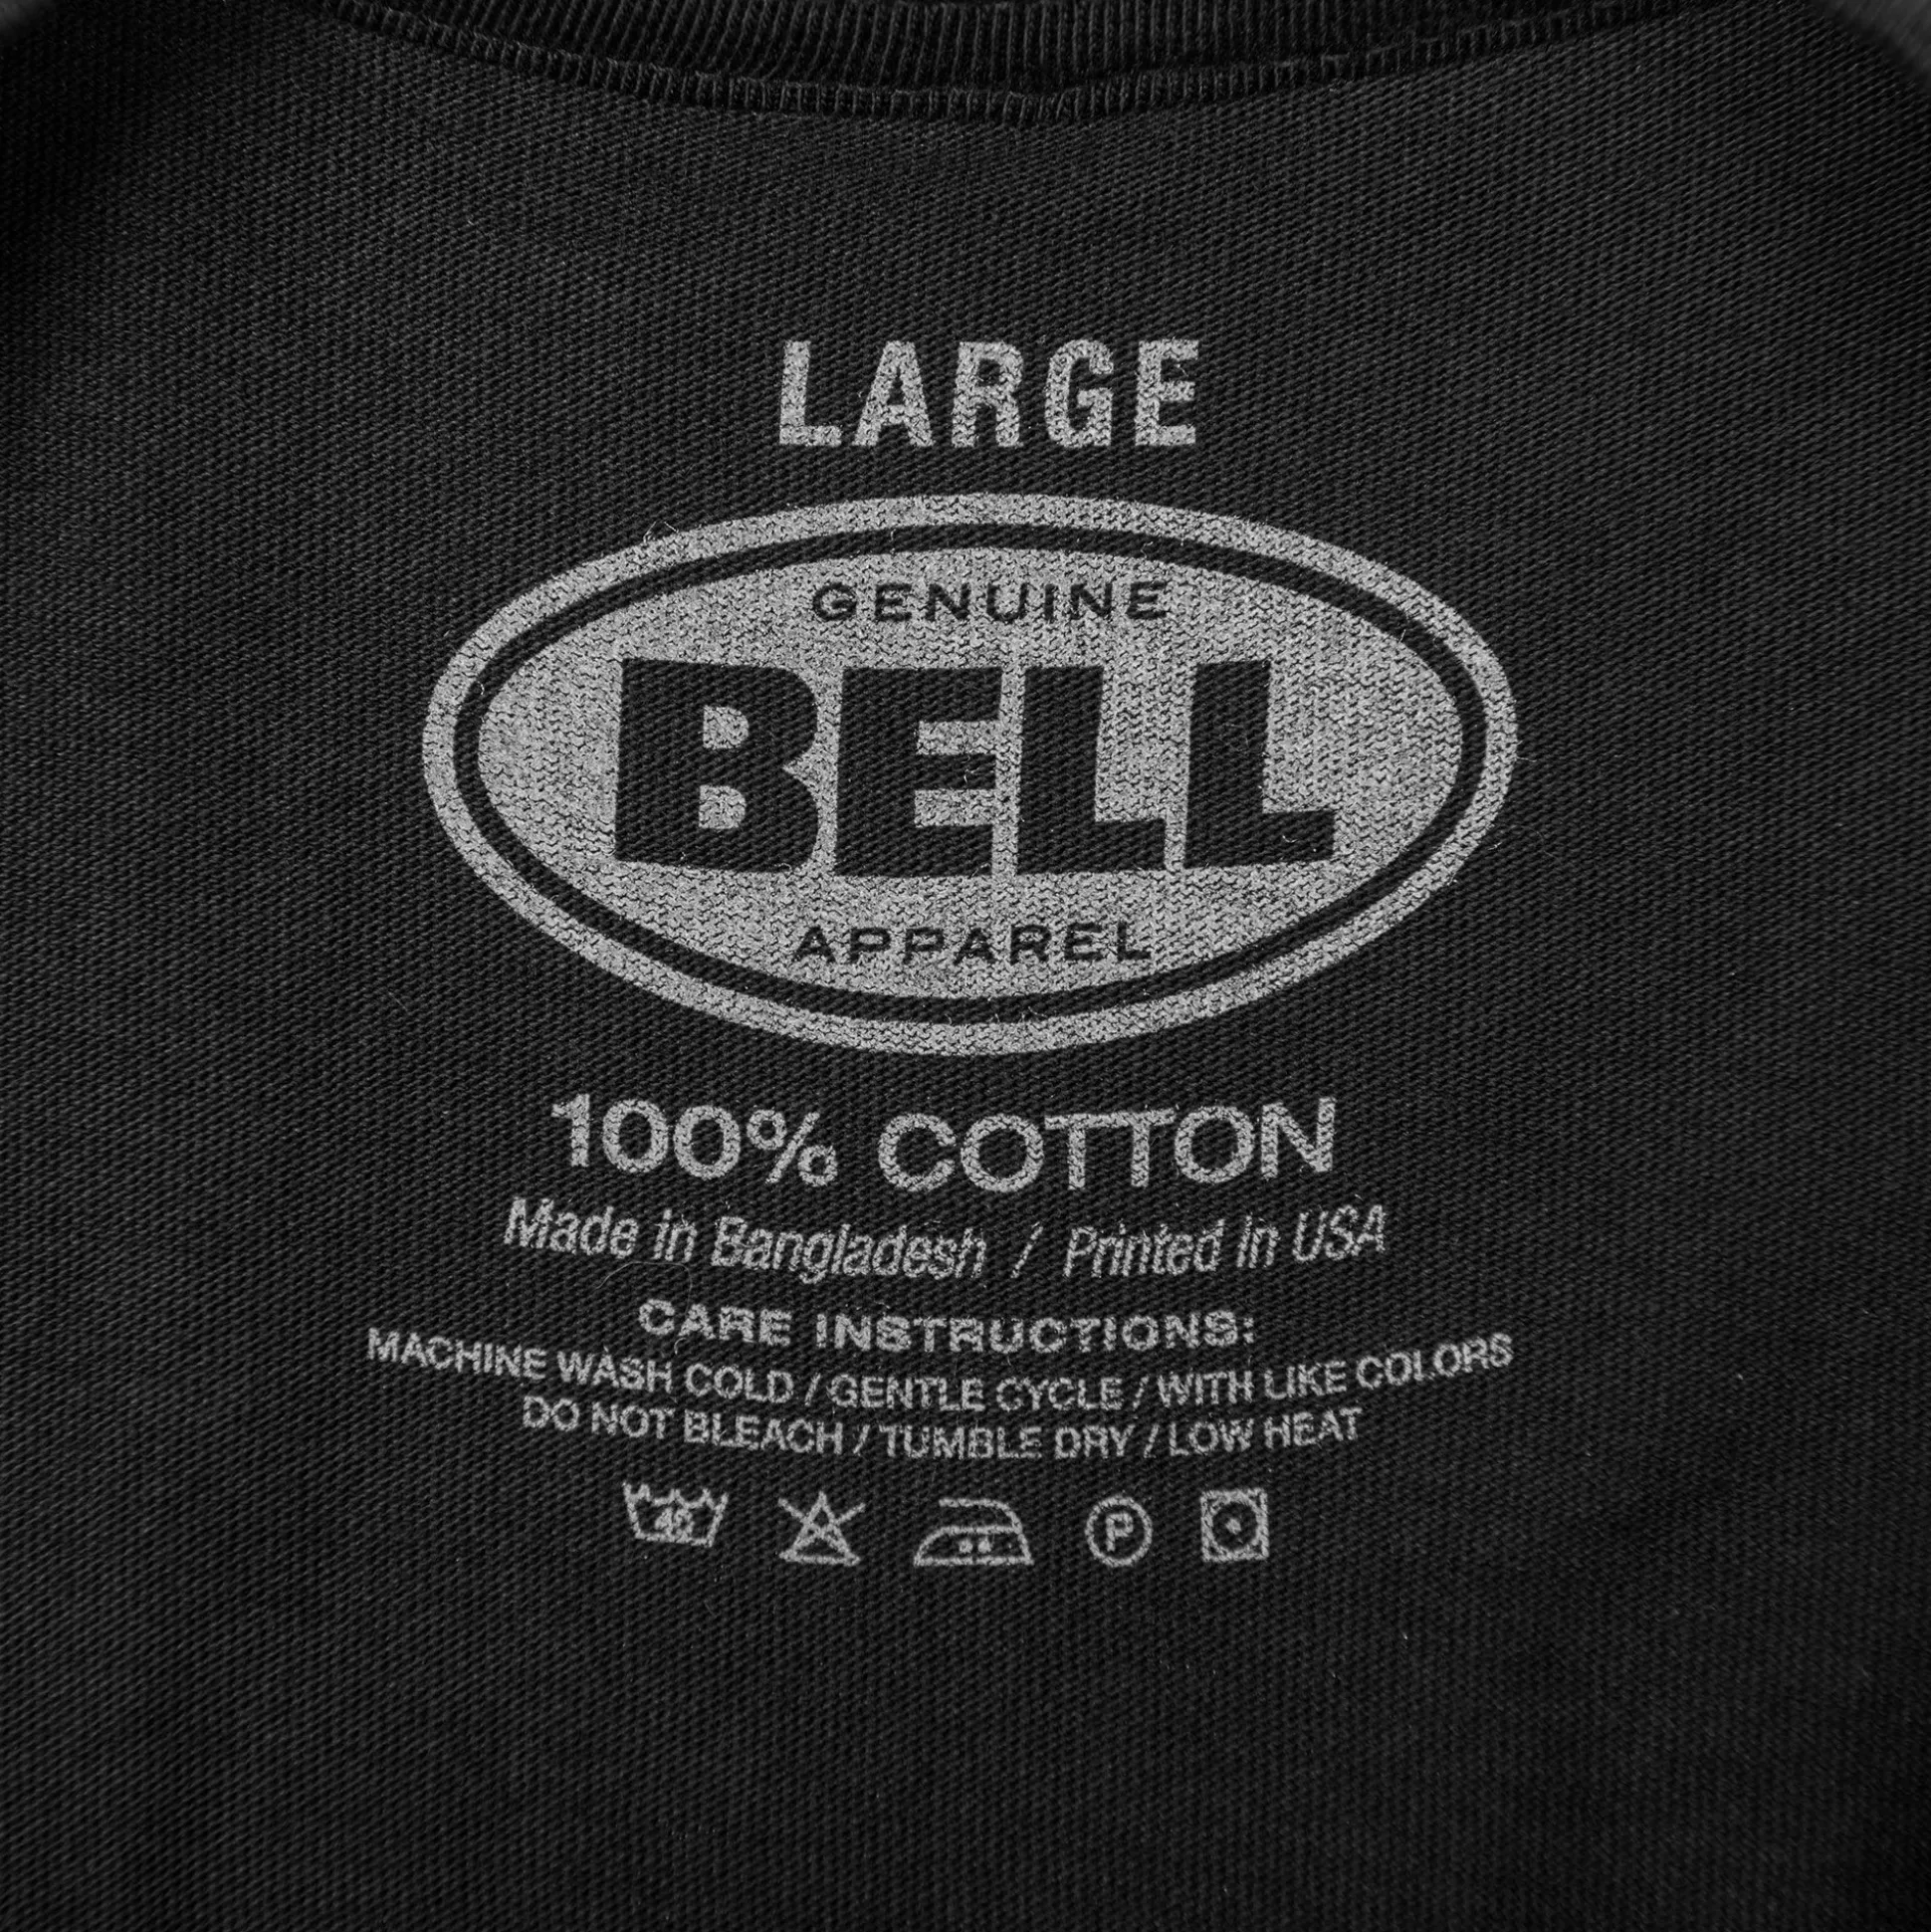 LARGE
GENUINE
BELL
APPAREL
100% COTTON
Made in Bangladesh / Printed in USA
CARE INSTRUCTIONS:
MACHINE WASH COLD / GENTLE CYCLE / WITH LIKE COLORS
DO NOT BLEACH / TUMBLE DRY / LOW HEAT
40 P